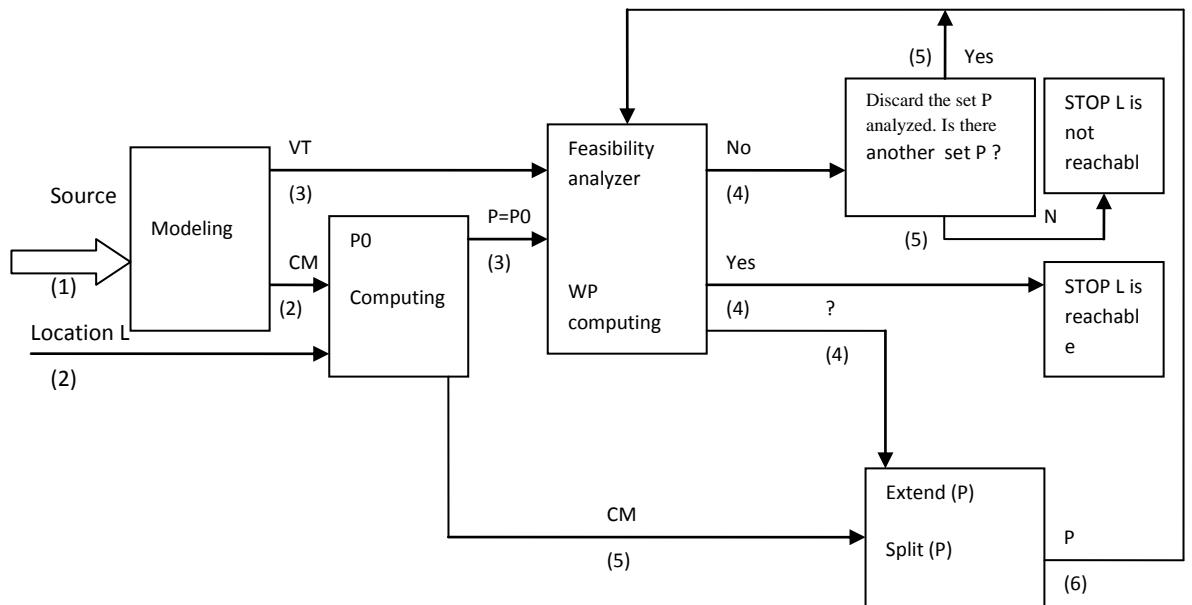 (5) Yes
Discard the set P
analyzed. Is there
another set P ?
STOP L is
not
reachabl
VT
(3)
Feasibility
analyzer
No
(4)
Source
Modeling
P0
Computing
P=P0
(3)
(5)
N
(1)
CM
(2)
WP
computing
Yes
(4)
?
(4)
STOP L is
reachabl
e
Location L
(2)
Extend (P)
Split (P)
CM
(5)
P
(6)